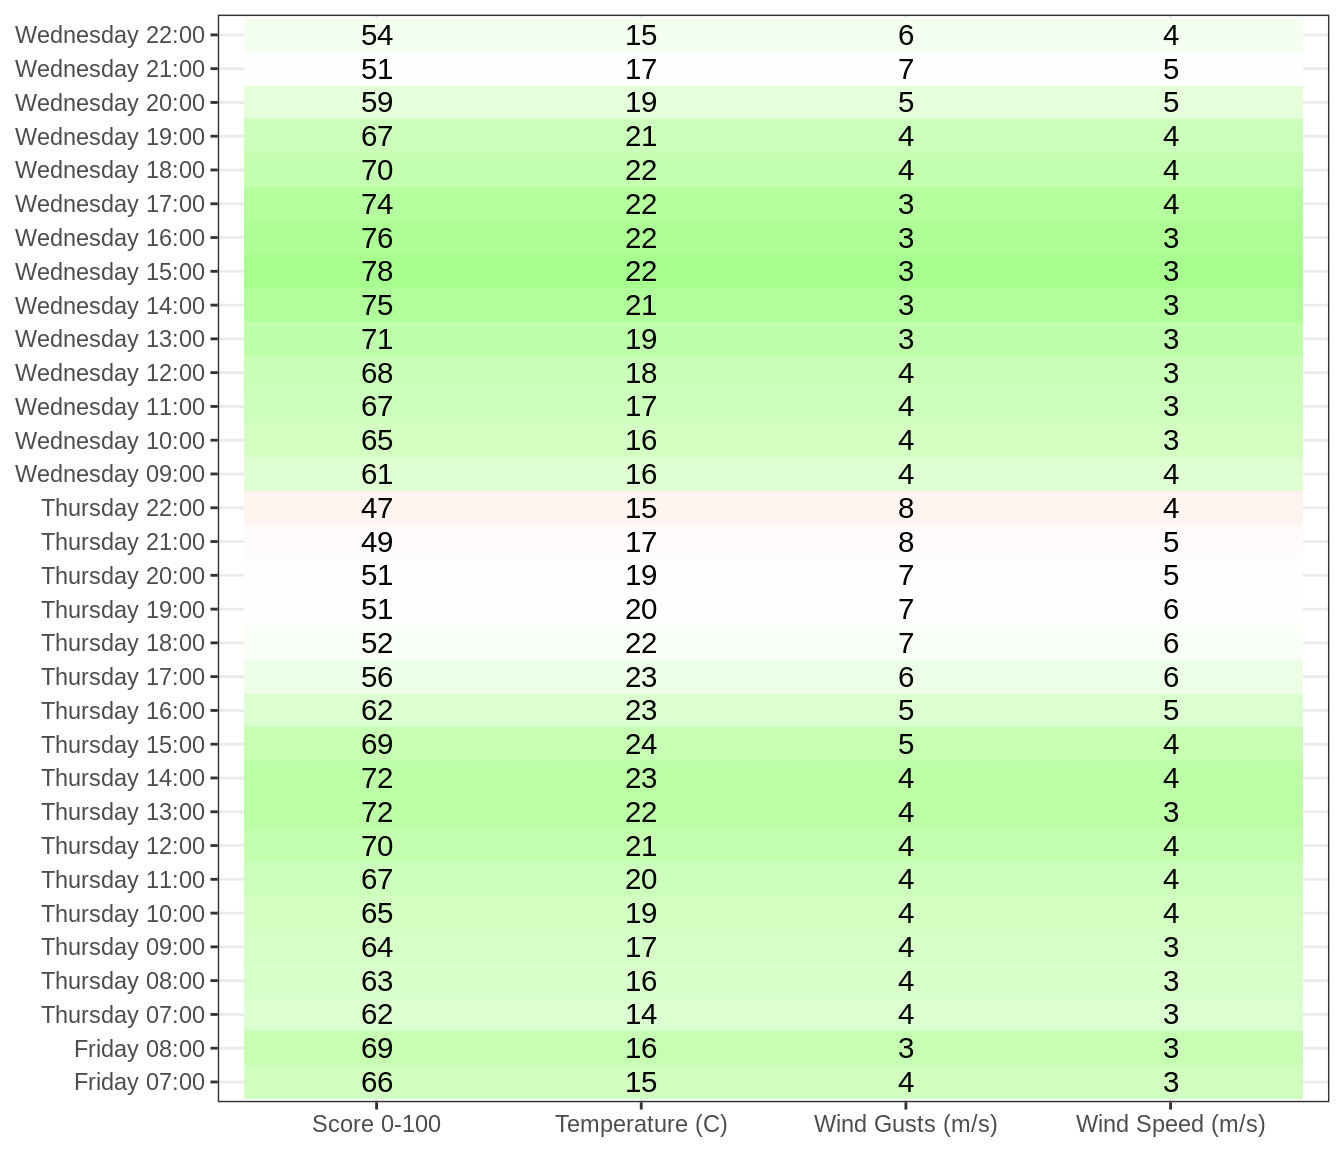 Wednesday 22:00 54 15 6 4
Wednesday 21:00 51 17 7 5
Wednesday 20:00 59 19 5 5
Wednesday 19:00 67 21 4 4
Wednesday 18:00 70 22 4 4
Wednesday 17:00 74 22 3 4
Wednesday 16:00 76 22 3 3
Wednesday 15:00 78 22 3 3
Wednesday 14:00 75 21 3 3
Wednesday 13:00 71 19 3 3
Wednesday 12:00 68 18 4 3
Wednesday 11:00 67 17 4 3
Wednesday 10:00 65 16 4 3
Wednesday 09:00 61 16 4 4
Thursday 22:00 47 15 8 4
Thursday 21:00 49 17 8 5
Thursday 20:00 51 19 7 5
Thursday 19:00 51 20 7 6
Thursday 18:00 52 22 7 6
Thursday 17:00 56 23 6 6
Thursday 16:00 62 23 5 5
Thursday 15:00 69 24 5 4
Thursday 14:00 72 23 4 4
Thursday 13:00 72 22 4 3
Thursday 12:00 70 21 4 4
Thursday 11:00 67 20 4 4
Thursday 10:00 65 19 4 4
Thursday 09:00 64 17 4 3
Thursday 08:00 63 16 4 3
Thursday 07:00 62 14 4 3
Friday 08:00 69 16 3 3
Friday 07:00 66 15 4 3
Score 0-100 Temperature (C) Wind Gusts (m/s) Wind Speed (m/s)